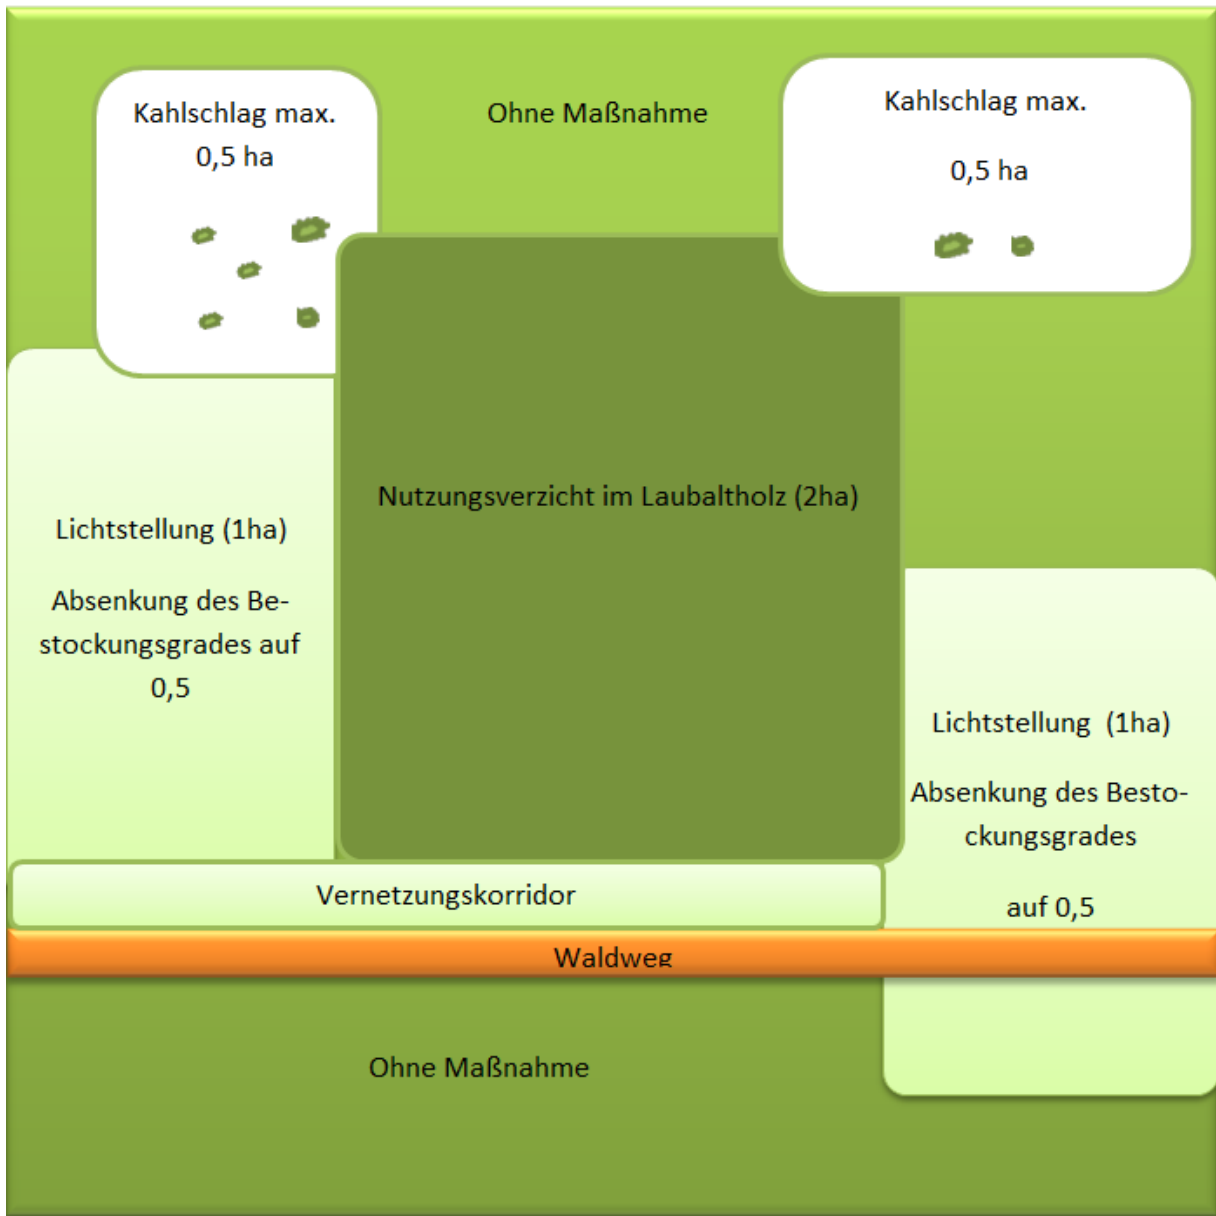 Kahlschlag max.
0,5 ha
Ohne Maßnahme
Kahlschlag max.
0,5 ha
Nutzungsverzicht im Laubaltholz (2ha)
Lichtstellung (1ha)
Absenkung des Be-
stockungsgrades auf
0,5
Lichtstellung  (1ha)
Absenkung des Besto-
ckungsgrades
auf 0,5
Vernetzungskorridor
Waldweg
Ohne Maßnahme